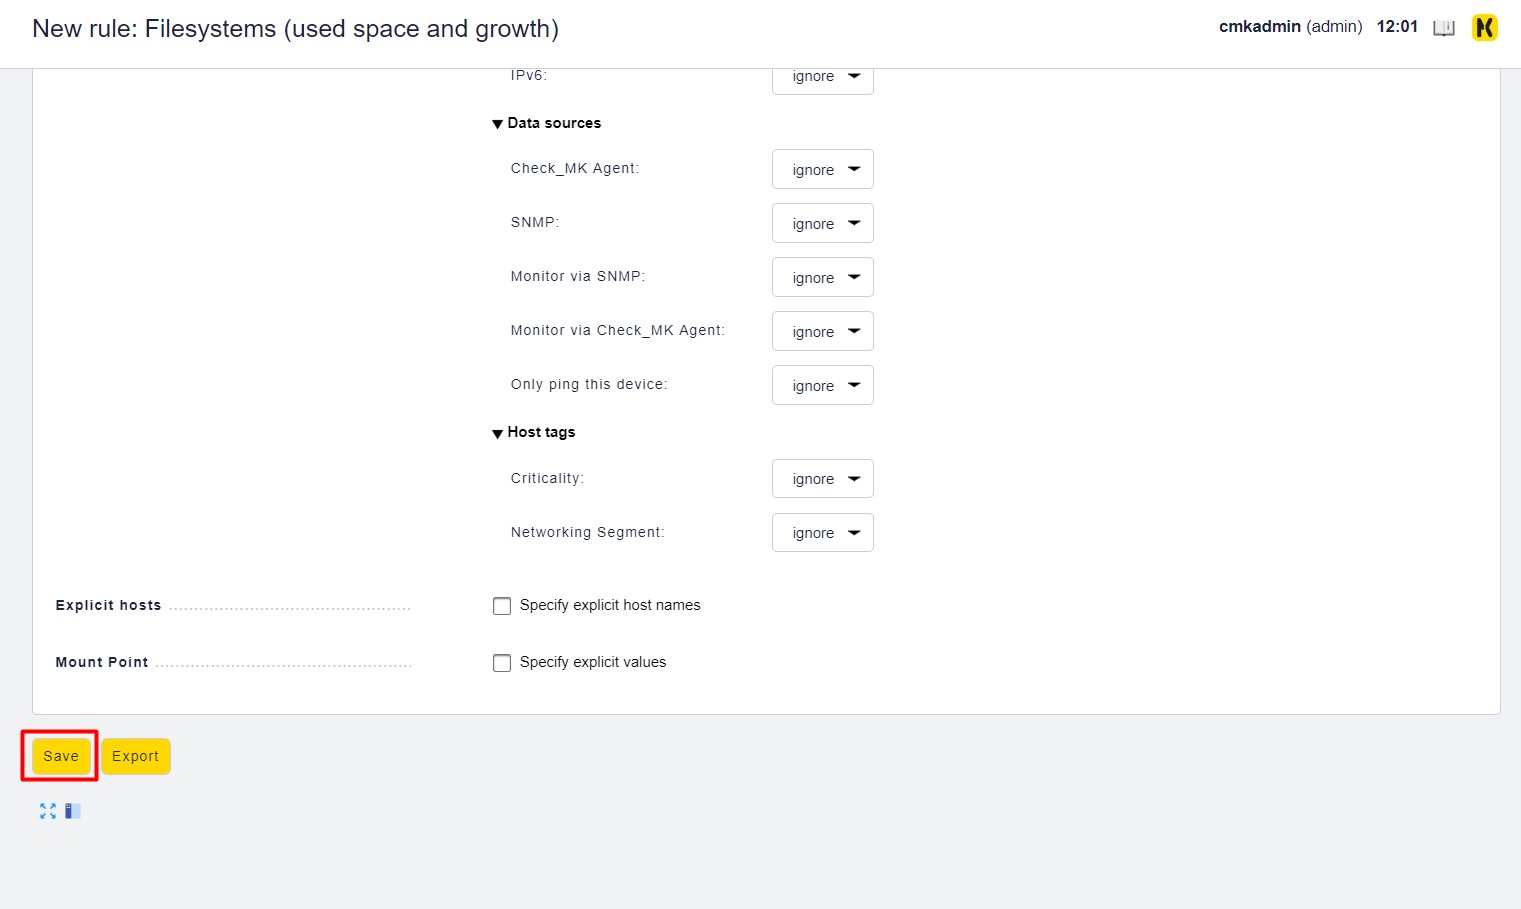 New rule: Filesystems (used space and growth)
cmkadmin (admin) 12:01
IPv6: ignore
Data sources
Check_MK Agent: ignore
SNMP: ignore
Monitor via SNMP: ignore
Monitor via Check_MK Agent: ignore
Only ping this device: ignore
Host tags
Criticality: ignore
Networking Segment: ignore
Explicit hosts Specify explicit host names
Mount Point Specify explicit values
Save Export